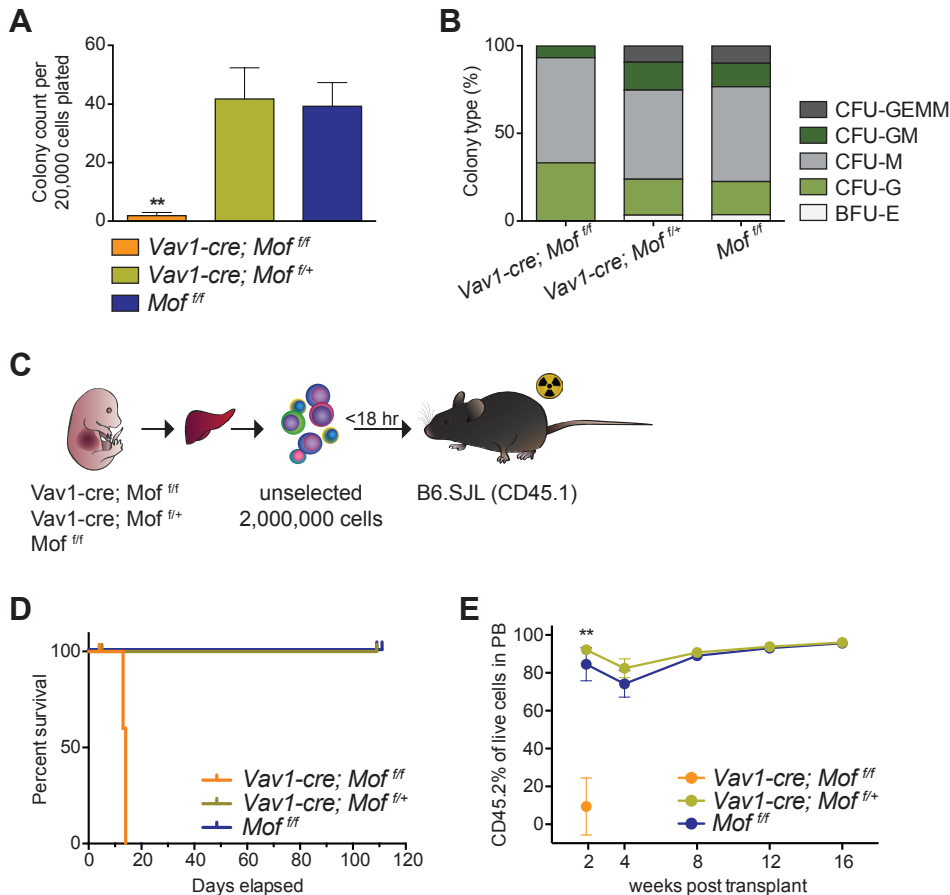 A
Colony count per
20,000 cells plated
60
40
20
0
**
Vav1-cre; Mof f/f
Vav1-cre; Mof f/+
Mof f/f
B
Colony type (%)
100
50
0
Vav1-cre; Mof f/f
Vav1-cre; Mof f/+
Mof f/f
CFU-GEMM
CFU-GM
CFU-M
CFU-G
BFU-E
C
<18 hr
Vav1-cre; Mof f/f
Vav1-cre; Mof f/+
Mof f/f
unselected
2,000,000 cells
B6.SJL (CD45.1)
D
Percent survival
100
50
0
0 20 40 60 80 100 120
Days elapsed
Vav1-cre; Mof f/f
Vav1-cre; Mof f/+
Mof f/f
E
CD45.2% of live cells in PB
100
80
60
40
20
0
**
Vav1-cre; Mof f/f
Vav1-cre; Mof f/+
Mof f/f
2 4 8 12 16
weeks post transplant